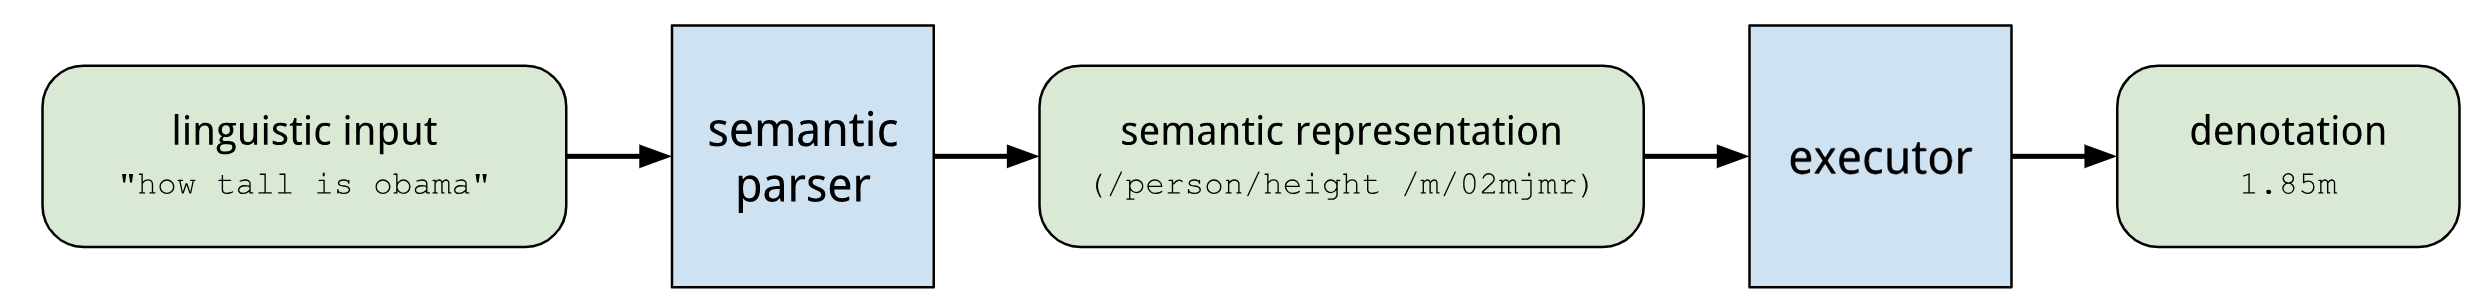 linguistic input
"how tall is obama"
semantic
parser
semantic representation
(/person/height /m/02mjmr)
executor
denotation
1.85m